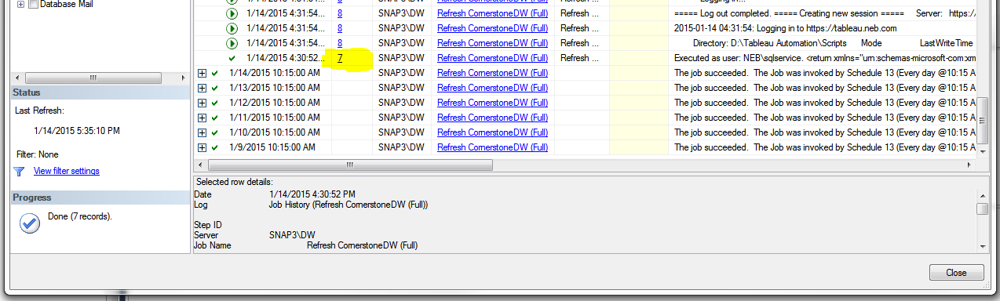 Database Mail
Status
Last Refresh:
1/14/2015 5:35:10 PM
Filter: None
View filter settings
Progress
Done (7 records).
1/14/2015 4:31:54... 8 SNAP3\DW Refresh CornerstoneDW (Full) Refresh ... ===== Log out completed. ===== Creating new session ===== Server: https:/
1/14/2015 4:31:54... 8 SNAP3\DW Refresh CornerstoneDW (Full) Refresh ... 2015-01-14 04:31:54: Logging in to https://tableau.neb.com
1/14/2015 4:31:54... 8 SNAP3\DW Refresh CornerstoneDW (Full) Refresh ... Directory: D:\Tableau Automation\Scripts Mode LastWriteTime
1/14/2015 4:30:52... 7 SNAP3\DW Refresh CornerstoneDW (Full) Refresh ... Executed as user: NEB\sqlservice. <return xmlns="urn:schemas-microsoft-com:xm
1/14/2015 10:15:00 AM SNAP3\DW Refresh CornerstoneDW (Full) The job succeeded. The Job was invoked by Schedule 13 (Every day @10:15 A
1/13/2015 10:15:00 AM SNAP3\DW Refresh CornerstoneDW (Full) The job succeeded. The Job was invoked by Schedule 13 (Every day @10:15 A
1/12/2015 10:15:00 AM SNAP3\DW Refresh CornerstoneDW (Full) The job succeeded. The Job was invoked by Schedule 13 (Every day @10:15 A
1/11/2015 10:15:00 AM SNAP3\DW Refresh CornerstoneDW (Full) The job succeeded. The Job was invoked by Schedule 13 (Every day @10:15 A
1/10/2015 10:15:00 AM SNAP3\DW Refresh CornerstoneDW (Full) The job succeeded. The Job was invoked by Schedule 13 (Every day @10:15 A
1/9/2015 10:15:00 AM SNAP3\DW Refresh CornerstoneDW (Full) The job succeeded. The Job was invoked by Schedule 13 (Every day @10:15 A
Selected row details:
Date 1/14/2015 4:30:52 PM
Log Job History (Refresh CornerstoneDW (Full))
Step ID
Server SNAP3\DW
Job Name Refresh CornerstoneDW (Full)
Close